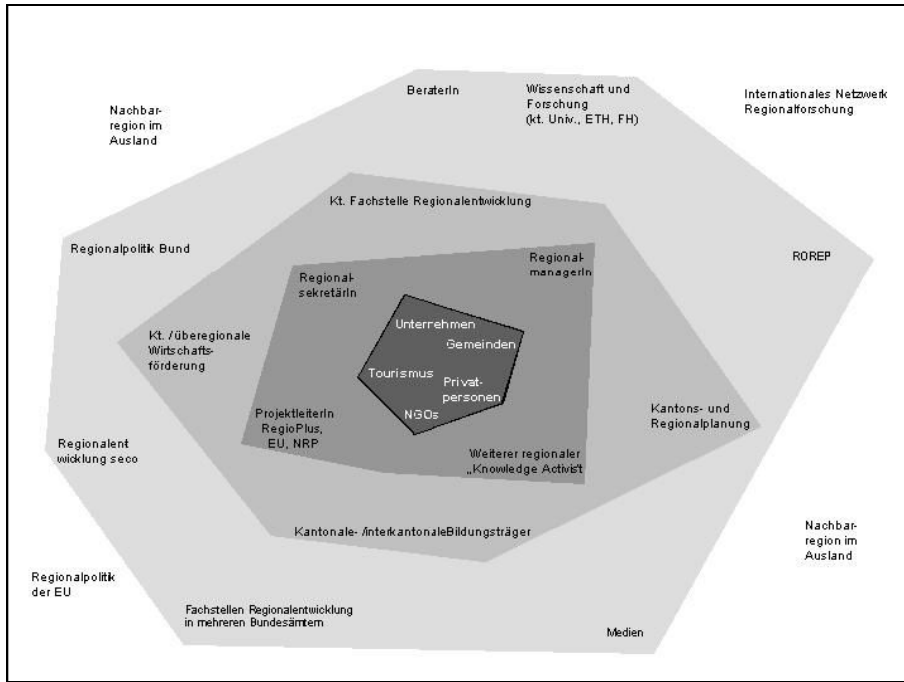 BeraterIn
Wissenschaft und
Forschung
(kt. Univ., ETH, FH)
Internationales Netzwerk
Regionalforschung
Nachbar-
region im
Ausland
Kt. Fachstelle Regionalentwicklung
Regionalpolitik Bund
Regional-
managerIn
ROREP
Regional-
sekretärIn
Unterrehmen
Gemeinden
Kt. / überegionale
Wirtschafts-
förderung
Tourismus
Privat-
personen
NGOs
ProjektleiterIn
RegioPlus,
EU, NRP
Kantons- und
Regionalplanung
Regionalent
wicklung seco
Weiterer regionaler
„Knowledge Activist“
Kantonale- /interkantonaleBildungsträger
Nachbar-
region im
Ausland
Regionalpolitik
der EU
Fachstellen Regionalentwicklung
in mehreren Bundesämtern
Medien